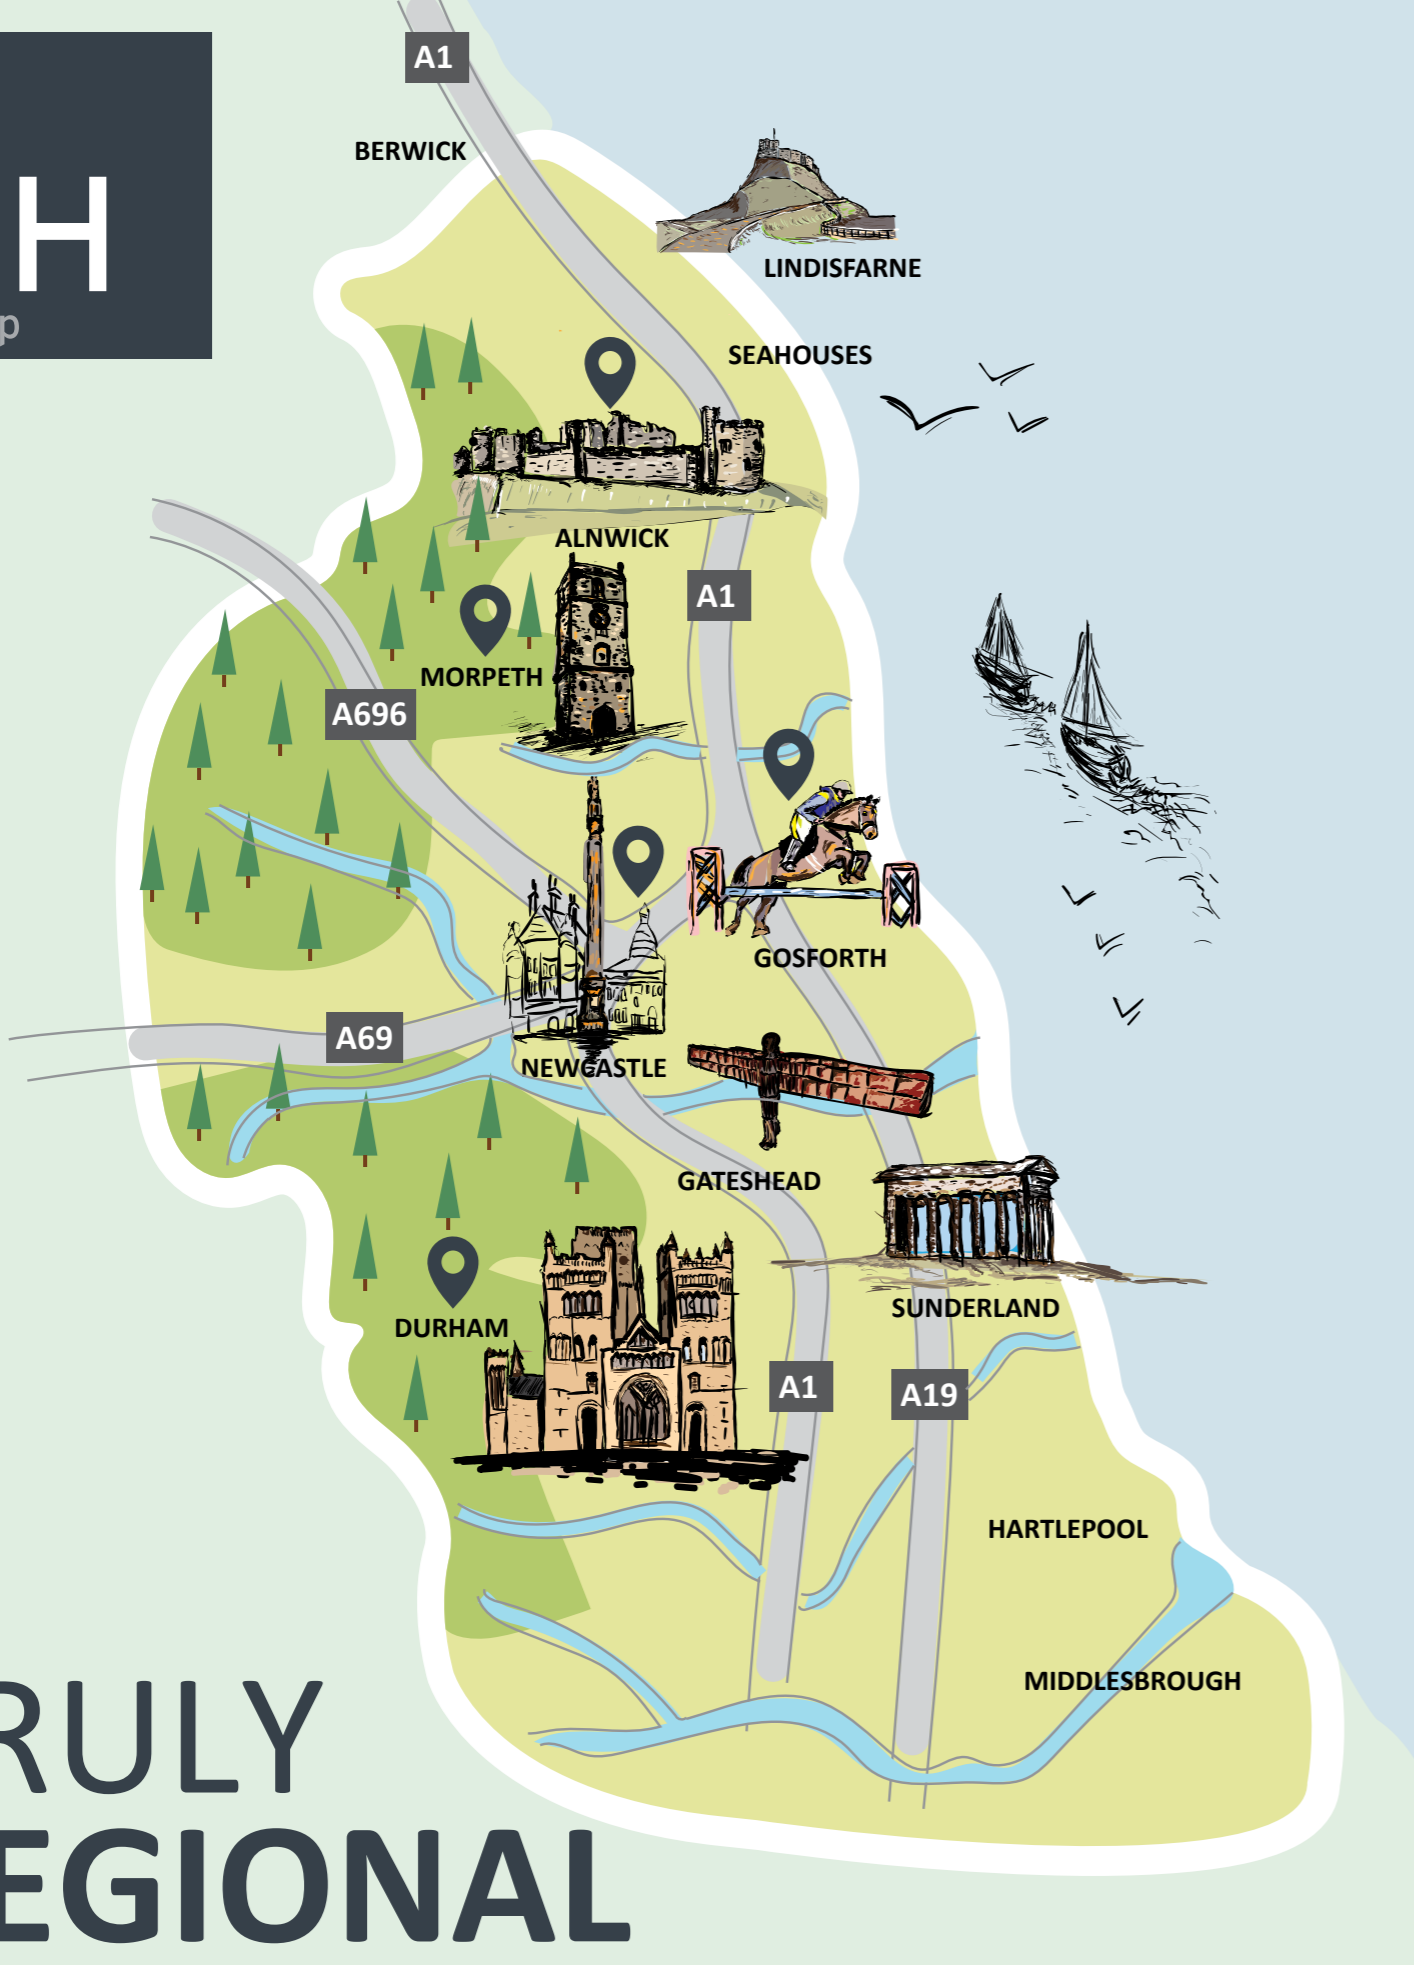 H
p
A1
BERWICK
LINDISFARNE
SEAHOUSES
ALNWICK
A1
MORPETH
A696
GOSFORTH
A69
NEWCASTLE
GATESHEAD
SUNDERLAND
DURHAM
A1
A19
HARTLEPOOL
MIDDLESBROUGH
RULY
EGIONAL